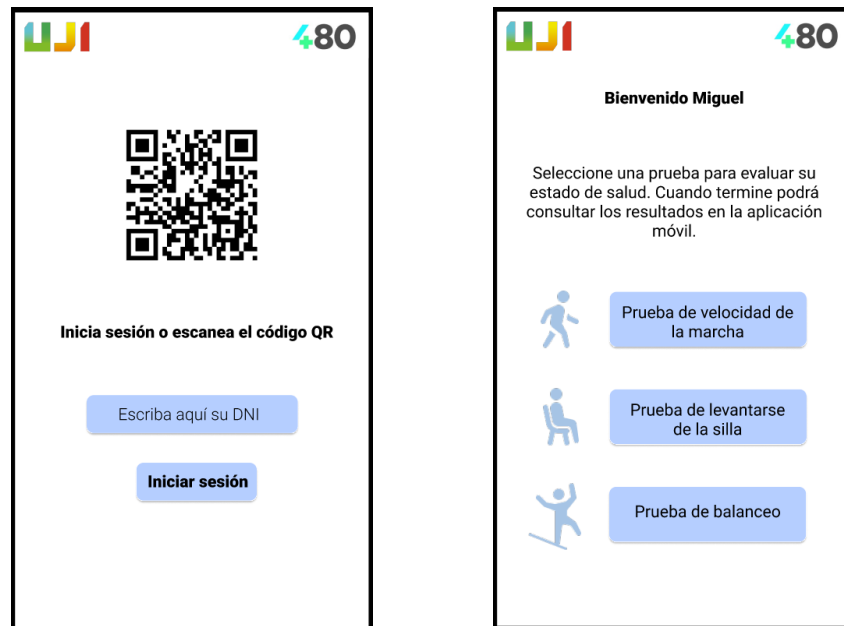 UJI
480
Inicia sesión o escanea el código QR
Escriba aquí su DNI
Iniciar sesión
UJI
480
Bienvenido Miguel
Seleccione una prueba para evaluar su
estado de salud. Cuando termine podrá
consultar los resultados en la aplicación
móvil.
Prueba de velocidad de
la marcha
Prueba de levantarse
de la silla
Prueba de balanceo